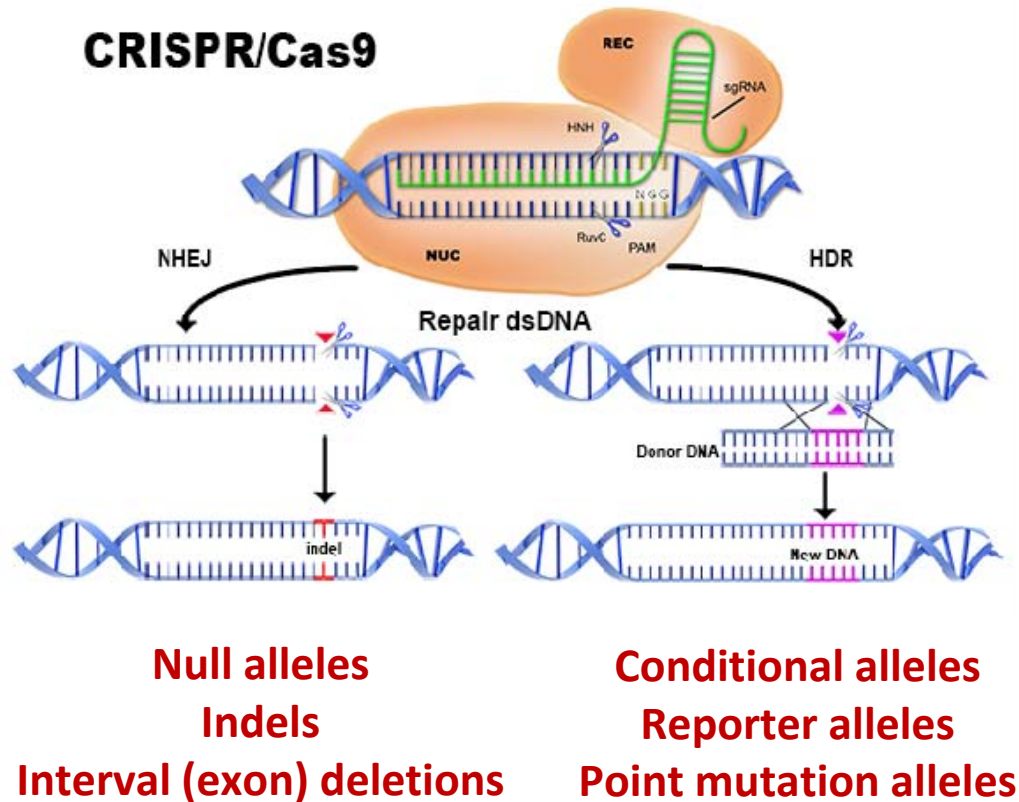 CRISPR/Cas9
REC
sgRNA
HNH
NGG
RuvC
PAM
NUC
NHEJ
HDR
Repair dsDNA
Donor DNA
indel
New DNA
Null alleles
Indels
Interval (exon) deletions
Conditional alleles
Reporter alleles
Point mutation alleles